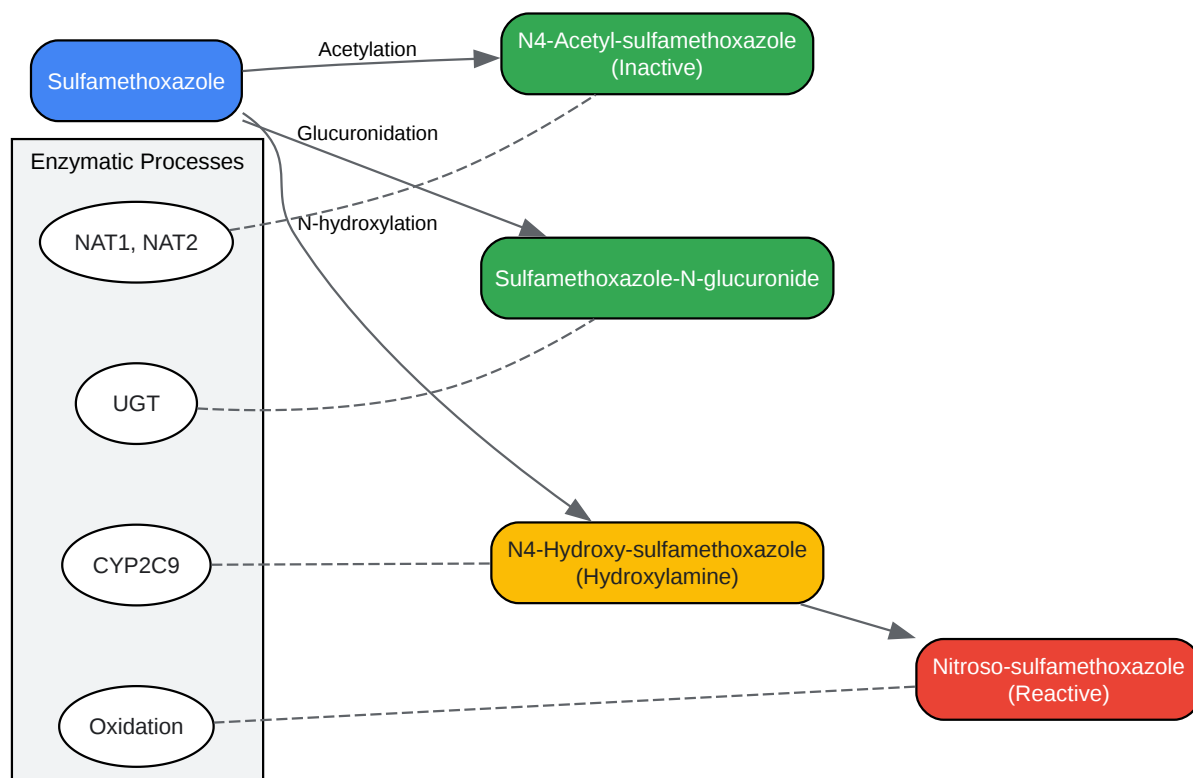 Sulfamethoxazole
Acetylation
N4-Acetyl-sulfamethoxazole
(Inactive)
Glucuronidation
Enzymatic Processes
NAT1, NAT2
N-hydroxylation
Sulfamethoxazole-N-glucuronide
UGT
CYP2C9
N4-Hydroxy-sulfamethoxazole
(Hydroxylamine)
Nitroso-sulfamethoxazole
(Reactive)
Oxidation